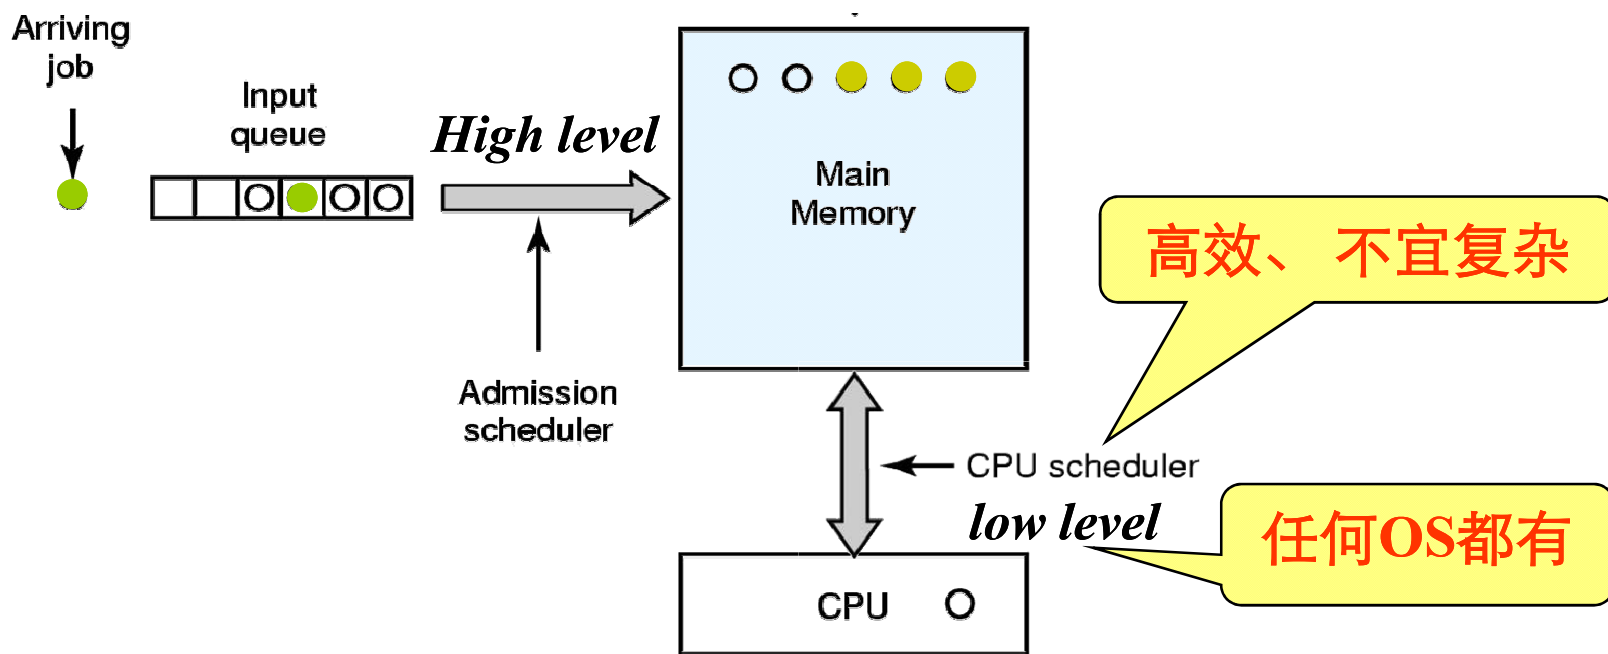 Arriving
job
Input
queue
High level
Admission
scheduler
Main
Memory
高效、 不宜复杂
CPU scheduler
low level
任何OS都有
CPU